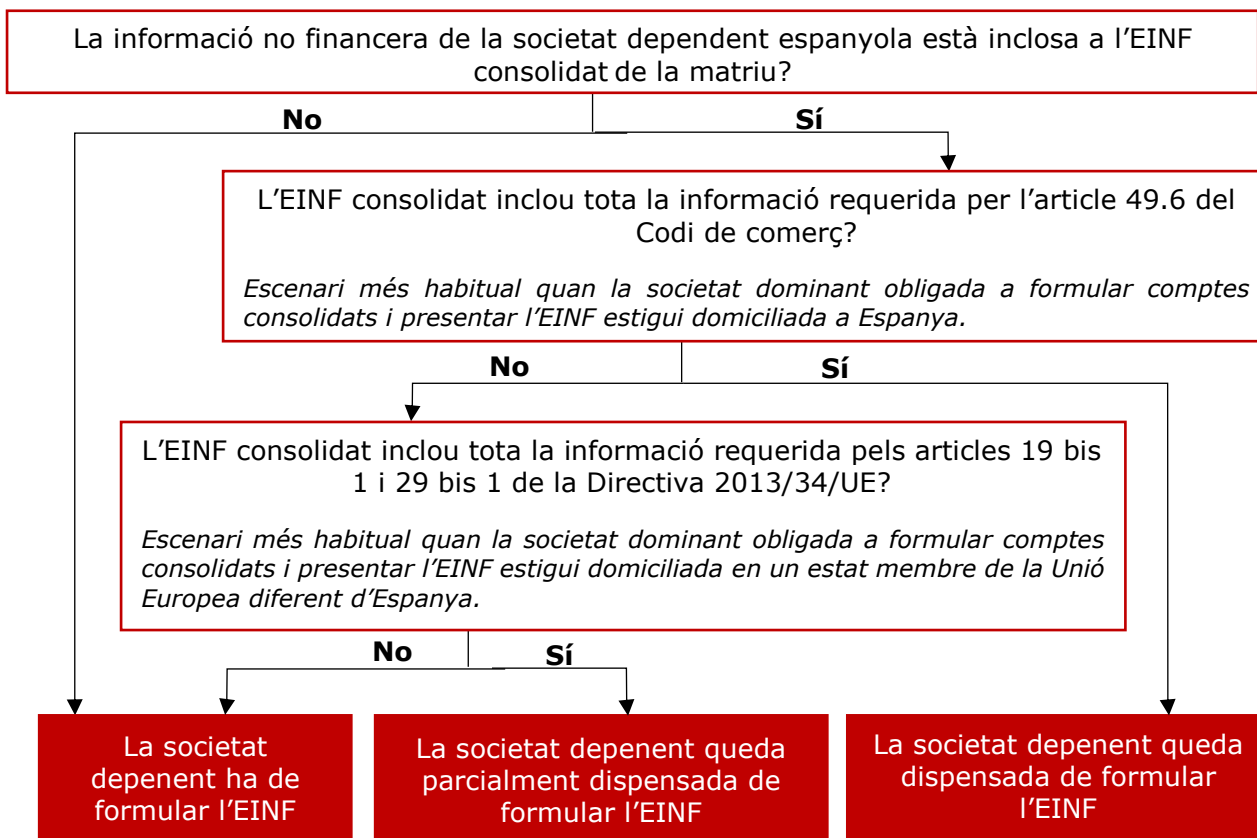 La informació no financera de la societat dependent espanyola està inclosa a l’EINF
consolidat de la matriu?
No
Sí
L’EINF consolidat inclou tota la informació requerida per l’article 49.6 del
Codi de comerç?
Escenari més habitual quan la societat dominant obligada a formular comptes
consolidats i presentar l’EINF estigui domiciliada a Espanya.
No
Sí
L’EINF consolidat inclou tota la informació requerida pels articles 19 bis
1 i 29 bis 1 de la Directiva 2013/34/UE?
Escenari més habitual quan la societat dominant obligada a formular comptes
consolidats i presentar l’EINF estigui domiciliada en un estat membre de la Unió
Europea diferent d’Espanya.
No
Sí
La societat
depenent ha de
formular l’EINF
La societat depenent queda
parcialment dispensada de
formular l’EINF
La societat depenent queda
dispensada de formular
l’EINF